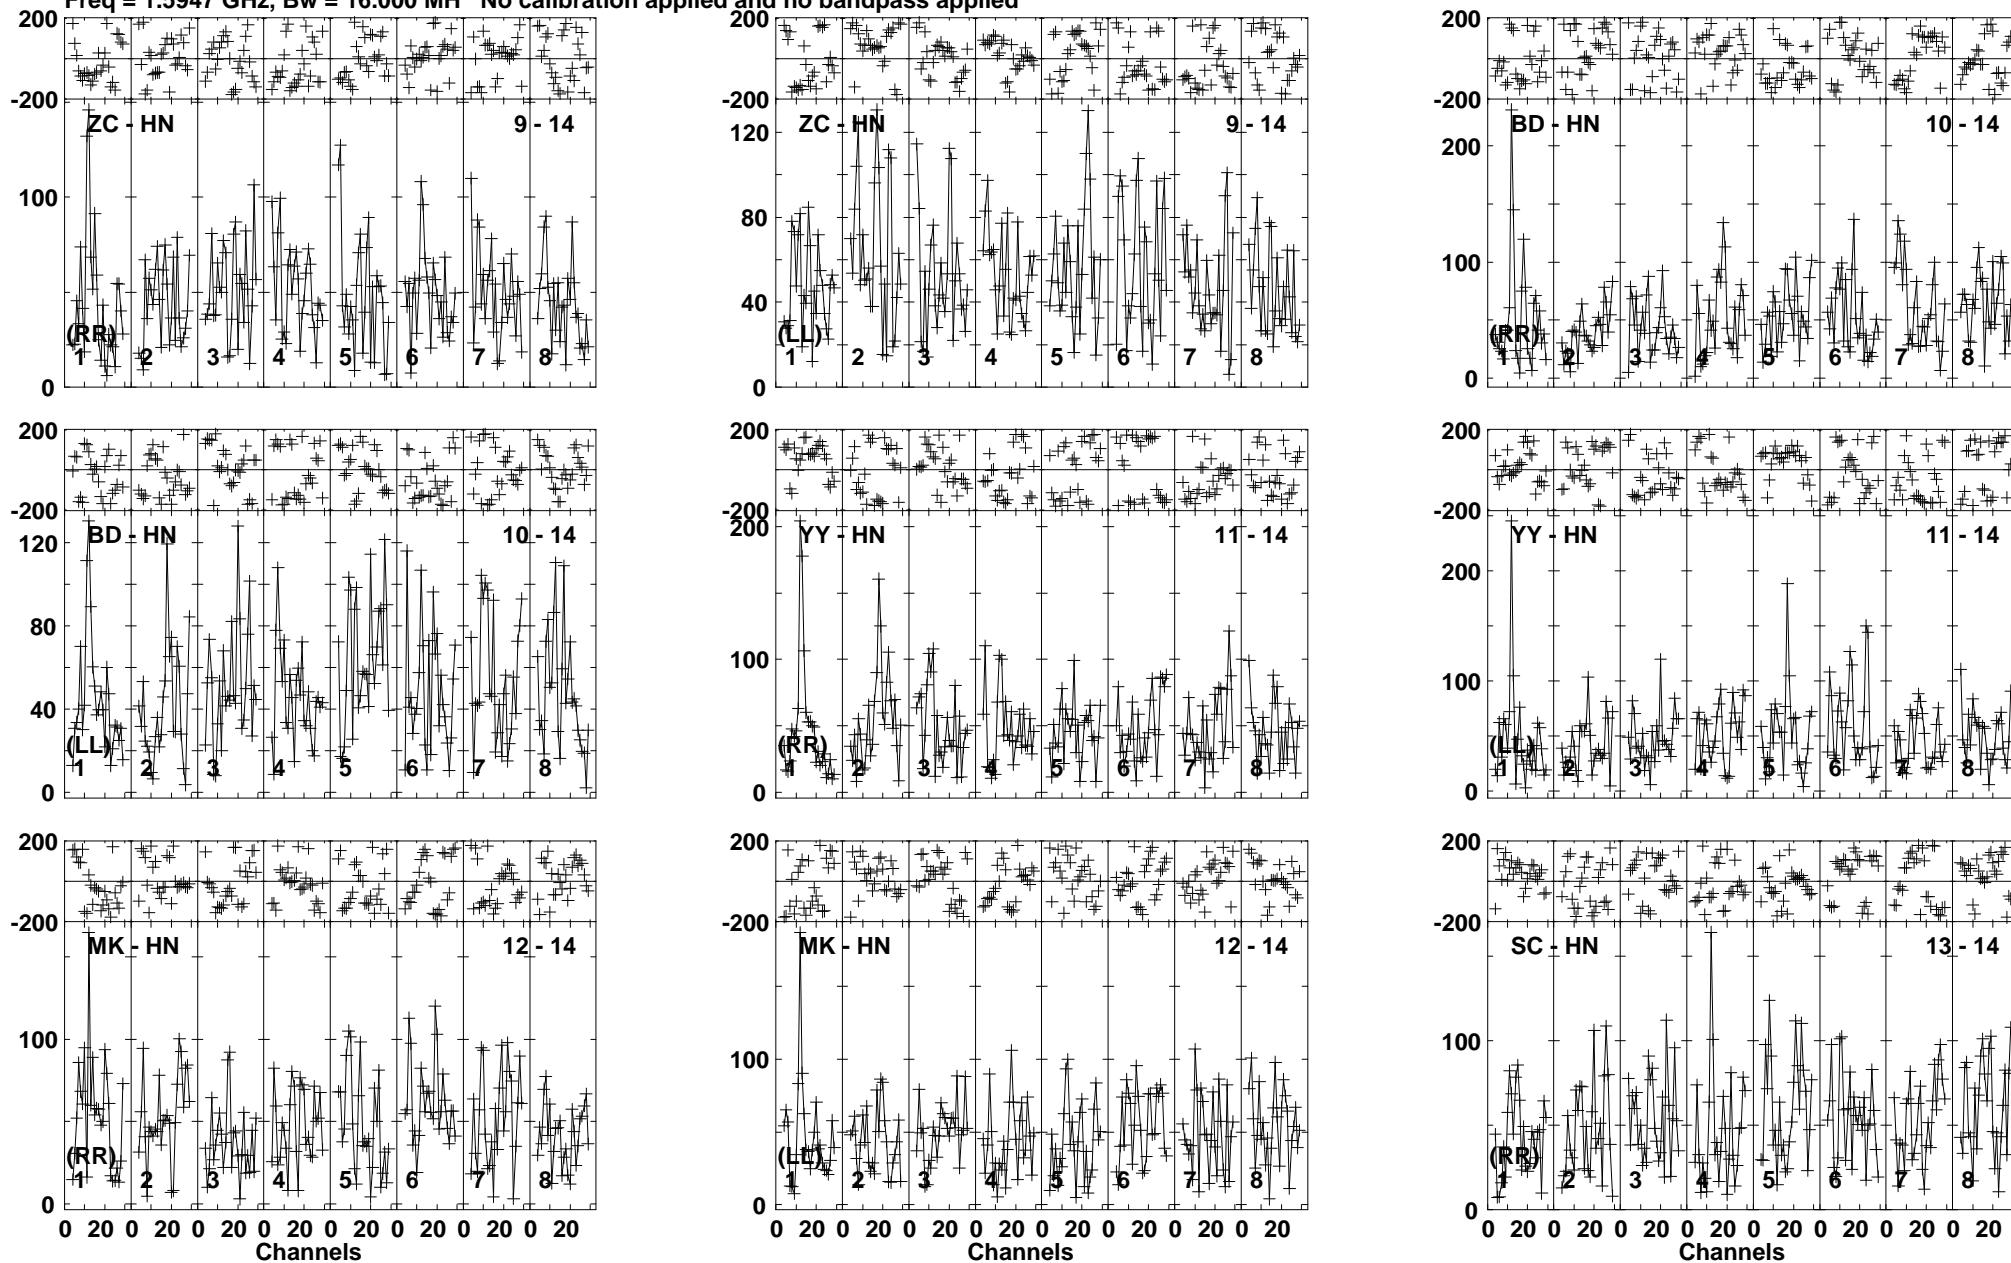 Freq = 1.5947 GHz, Bw = 16.000 MH No calibration applied and no bandpass applied
200 200 200
-200 -200 -200
ZC - HN 9 - 14 ZC - HN 9 - 14 BD - HN 10 - 14
120 200
100 80 100
40
(RR) (LL) (RR)
1 2 3 4 5 6 7 8 1 2 3 4 5 6 7 8 1 2 3 4 5 6 7 8
0 0 0
200 200 200
-200 -200 -200
BD - HN 10 - 14 YY - HN 11 - 14 YY - HN 11 - 14
120 200 200
80 100 100
40
(LL) (RR) (LL)
1 2 3 4 5 6 7 8 1 2 3 4 5 6 7 8 1 2 3 4 5 6 7 8
0 0 0
200 200 200
-200 -200 -200
MK - HN 12 - 14 MK - HN 12 - 14 SC - HN 13 - 14
100 100 100
(RR) (LL) (RR)
1 2 3 4 5 6 7 8 1 2 3 4 5 6 7 8 1 2 3 4 5 6 7 8
0 0 0
0 20 0 20 0 20 0 20 0 20 0 20 0 20 0 20 0 20 0 20 0 20 0 20 0 20 0 20 0 20 0 20 0 20 0 20 0 20 0 20 0 20 0 20 0 20 0 20
Channels Channels Channels